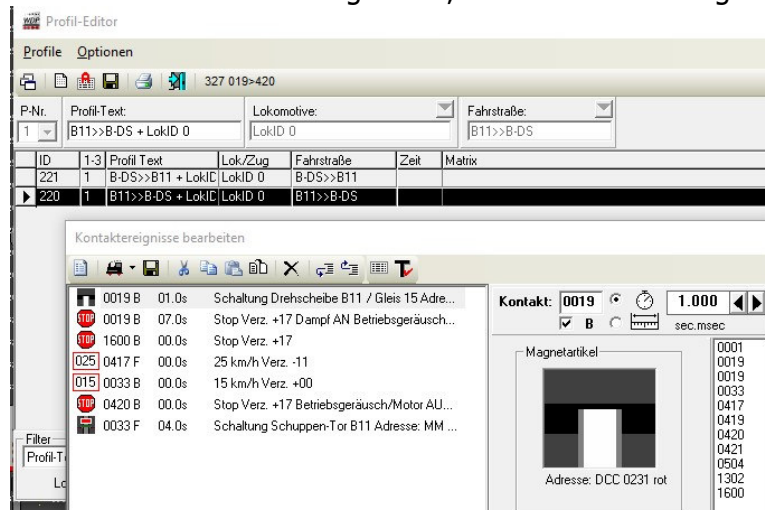 Profil-Editor
Profile Optionen
327 019>420
P-Nr. Profil-Text: Lokomotive: Fahrstraße:
1 B11>>B-DS + LokID 0 LokID 0 B11>>B-DS
ID 1-3 Profil Text Lok/Zug Fahrstraße Zeit Matrix
221 1 B-DS>>B11 + LokID LokID 0 B-DS>>B11
220 1 B11>>B-DS + LokID LokID 0 B11>>B-DS
Kontaktereignisse bearbeiten
0019 B 01.0s Schaltung Drehscheibe B11 / Gleis 15 Adre...
STOP 0019 B 07.0s Stop Verz. +17 Dampf AN Betriebsgeräusch...
STOP 1600 B 00.0s Stop Verz. +17
025 0417 F 00.0s 25 km/h Verz. -11
015 0033 B 00.0s 15 km/h Verz. +00
STOP 0420 B 00.0s Stop Verz. +17 Betriebsgeräusch/Motor AU...
0033 F 04.0s Schaltung Schuppen-Tor B11 Adresse: MM ...
Kontakt: 0019 1.000
B sec.msec
Magnetartikel
Adresse: DCC 0231 rot
0001
0019
0019
0033
0417
0419
0420
0421
0504
1302
1600
Filter
Profil-T
Lo